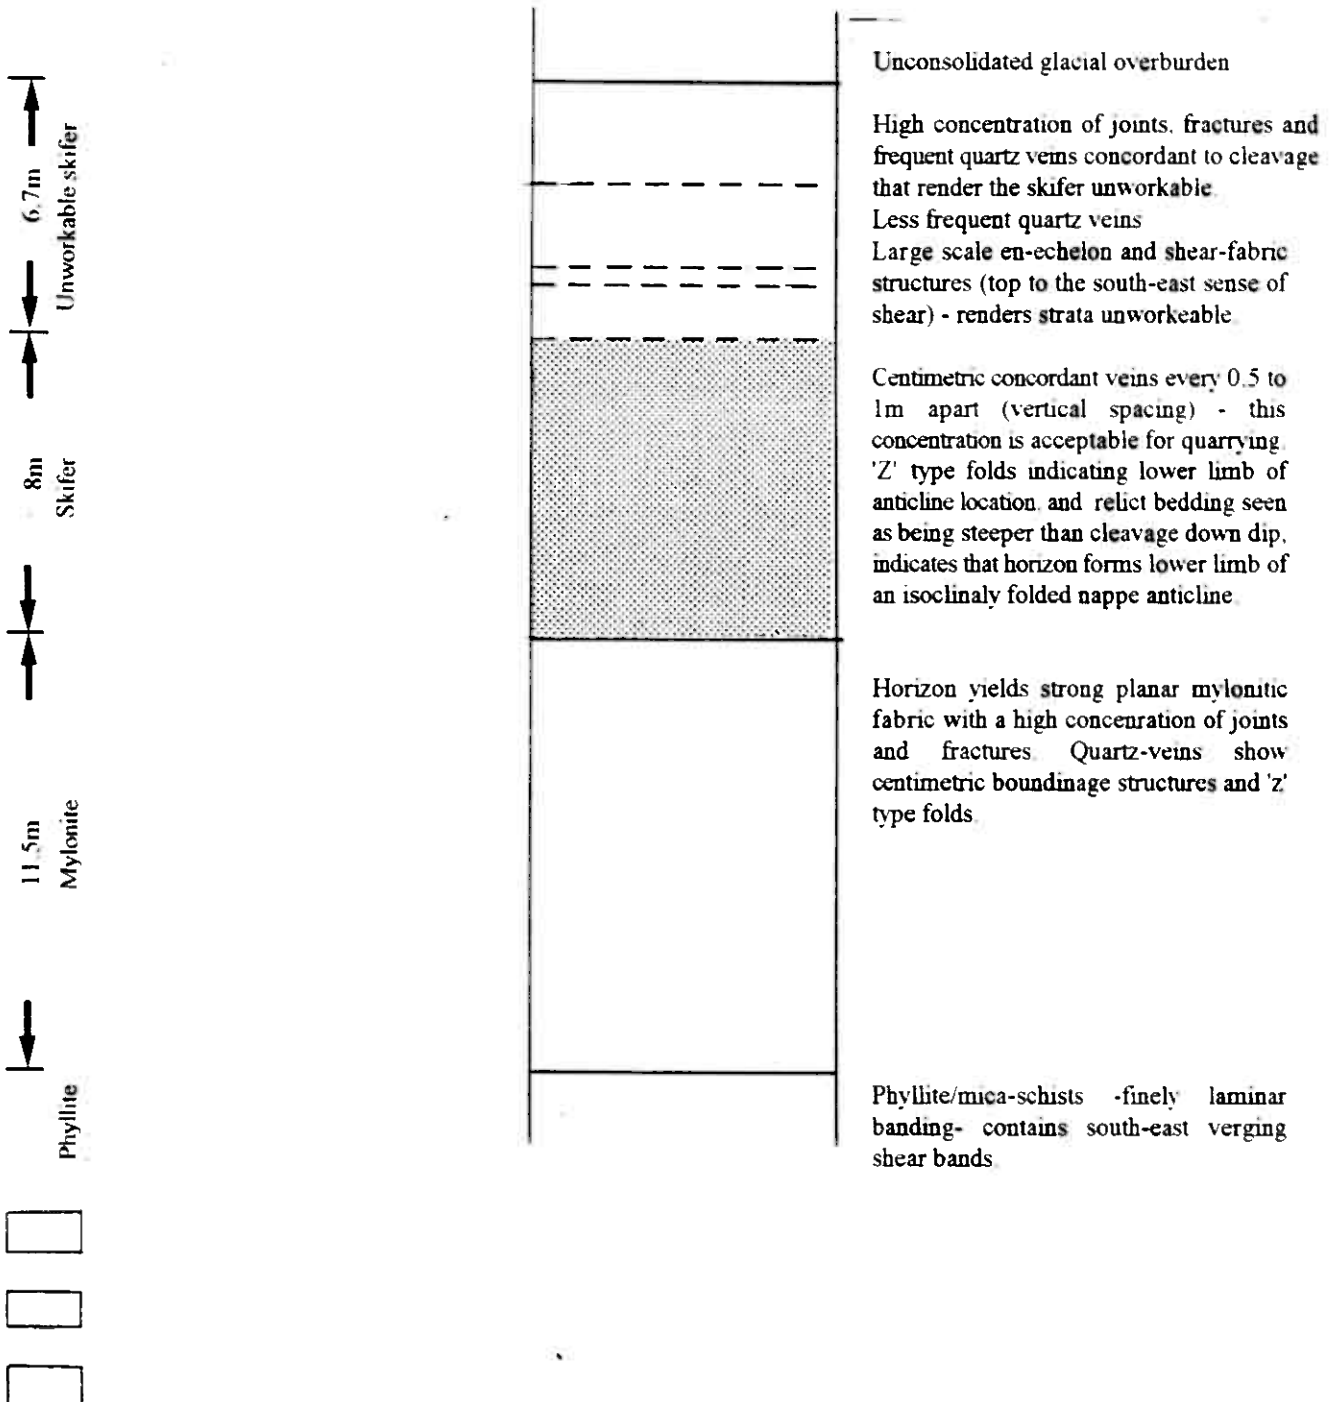 Unconsolidated glacial overburden
6.7m
Unworkable skifer
High concentration of joints, fractures and
frequent quartz veins concordant to cleavage
that render the skifer unworkable
Less frequent quartz veins
Large scale en-echelon and shear-fabric
structures (top to the south-east sense of
shear) - renders strata unworkeable
8m
Skifer
Centimetric concordant veins every 0.5 to
1m apart (vertical spacing) - this
concentration is acceptable for quarrying.
'Z' type folds indicating lower limb of
anticline location, and relict bedding seen
as being steeper than cleavage down dip,
indicates that horizon forms lower limb of
an isoclinaly folded nappe anticline.
11.5m
Mylonite
Horizon yields strong planar mylonitic
fabric with a high concenration of joints
and fractures. Quartz-veins show
centimetric boundinage structures and 'z'
type folds.
Phyllite
Phyllite/mica-schists -finely laminar
banding- contains south-east verging
shear bands.